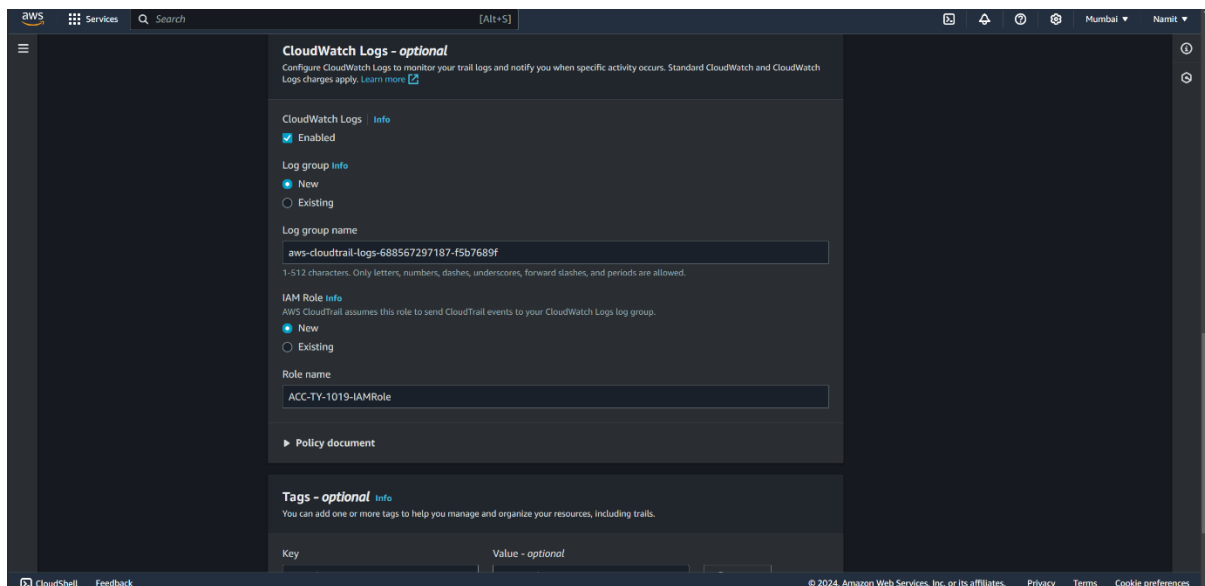 aws
Services
Search
[Alt+S]
Mumbai
Namit
CloudWatch Logs - optional
Configure CloudWatch Logs to monitor your trail logs and notify you when specific activity occurs. Standard CloudWatch and CloudWatch
Logs charges apply. Learn more
CloudWatch Logs Info
Enabled
Log group Info
New
Existing
Log group name
aws-cloudtrail-logs-688567297187-f5b7689f
1-512 characters. Only letters, numbers, dashes, underscores, forward slashes, and periods are allowed.
IAM Role Info
AWS CloudTrail assumes this role to send CloudTrail events to your CloudWatch Logs log group.
New
Existing
Role name
ACC-TY-1019-IAMRole
Policy document
Tags - optional Info
You can add one or more tags to help you manage and organize your resources, including trails.
Key
Value - optional
CloudShell
Feedback
© 2024, Amazon Web Services, Inc. or its affiliates.
Privacy
Terms
Cookie preferences